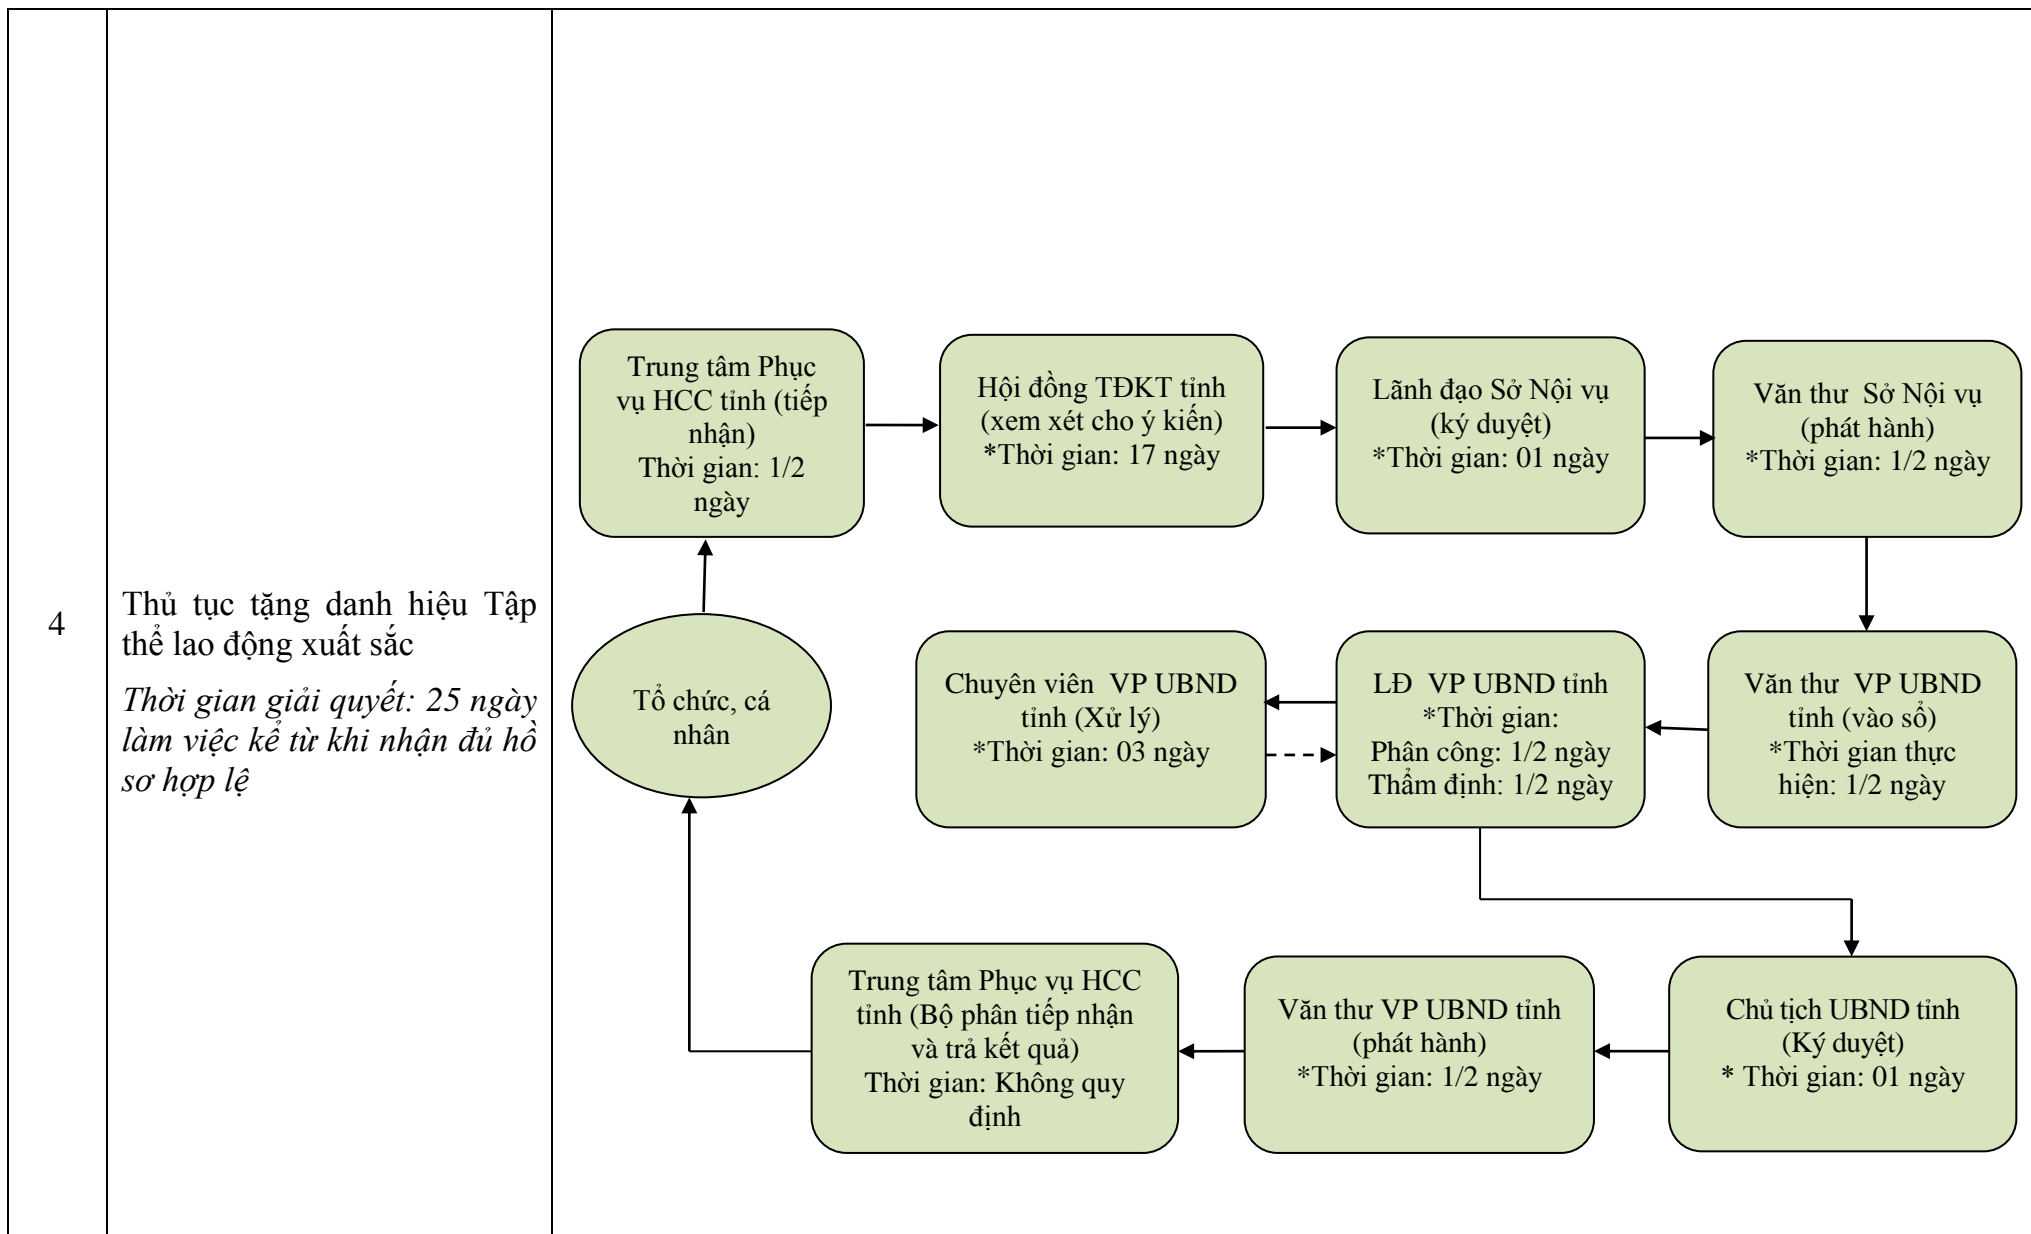 4
Thủ tục tặng danh hiệu Tập
thể lao động xuất sắc
Thời gian giải quyết: 25 ngày
làm việc kể từ khi nhận đủ hồ
sơ hợp lệ
Trung tâm Phục
vụ HCC tỉnh (tiếp
nhận)
Thời gian: 1/2
ngày
Hội đồng TĐKT tỉnh
(xem xét cho ý kiến)
*Thời gian: 17 ngày
Lãnh đạo Sở Nội vụ
(ký duyệt)
*Thời gian: 01 ngày
Văn thư Sở Nội vụ
(phát hành)
*Thời gian: 1/2 ngày
Tổ chức, cá
nhân
Chuyên viên VP UBND
tỉnh (Xử lý)
*Thời gian: 03 ngày
LĐ VP UBND tỉnh
*Thời gian:
Phân công: 1/2 ngày
Thẩm định: 1/2 ngày
Văn thư VP UBND
tỉnh (vào sổ)
*Thời gian thực
hiện: 1/2 ngày
Trung tâm Phục vụ HCC
tỉnh (Bộ phân tiếp nhận
và trả kết quả)
Thời gian: Không quy
định
Văn thư VP UBND tỉnh
(phát hành)
*Thời gian: 1/2 ngày
Chủ tịch UBND tỉnh
(Ký duyệt)
* Thời gian: 01 ngày